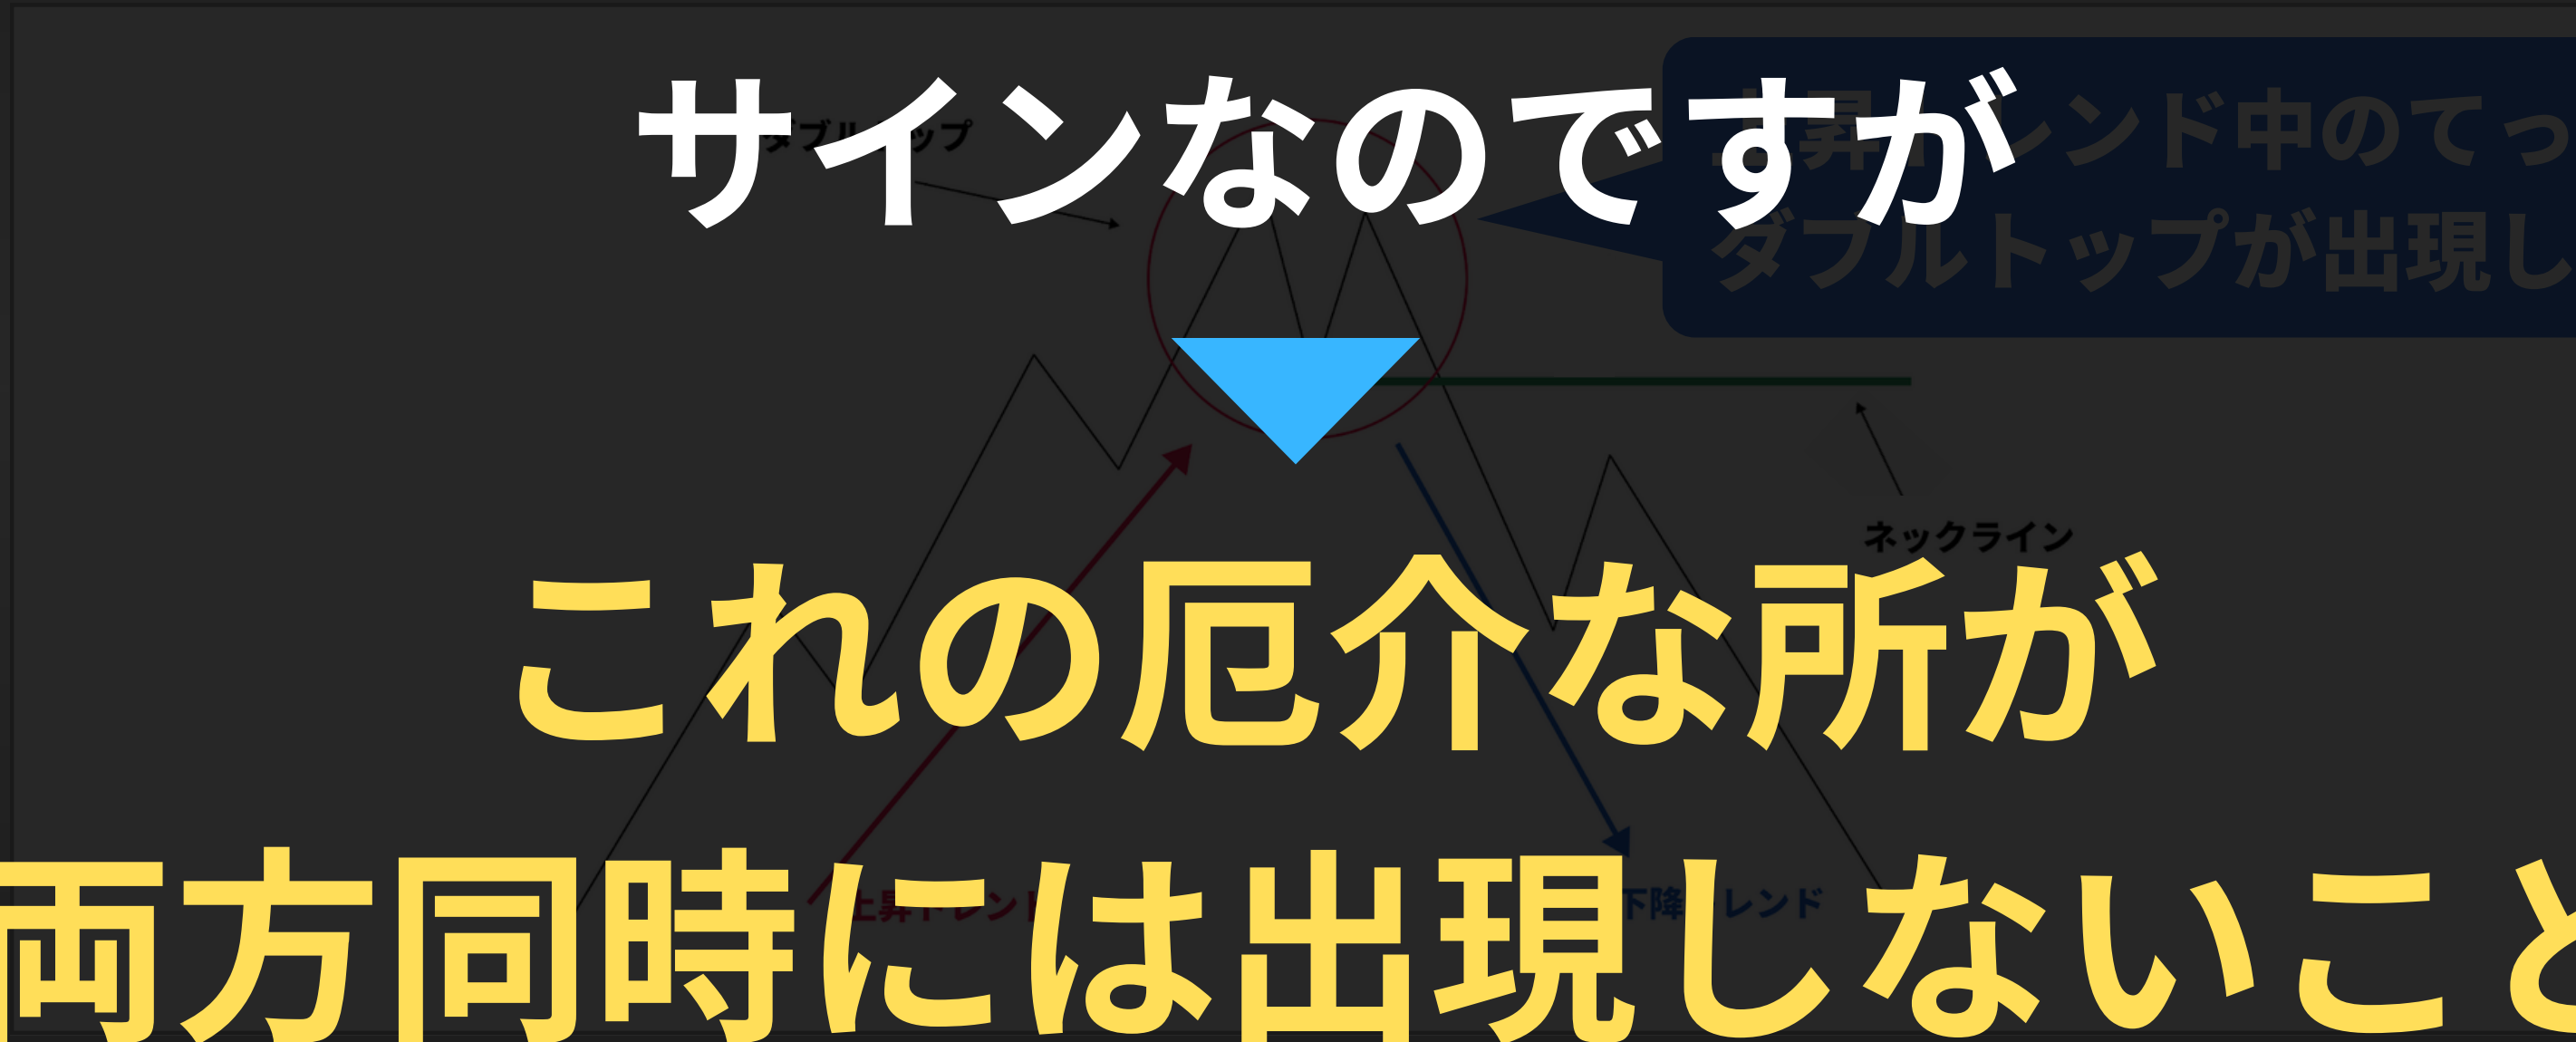 サインなのですが
ダブルトップ
上昇トレンド中のてっ
ダブルトップが出現し
ネックライン
これの厄介な所が
上昇トレンド
下降トレンド
両方同時には出現しないこと